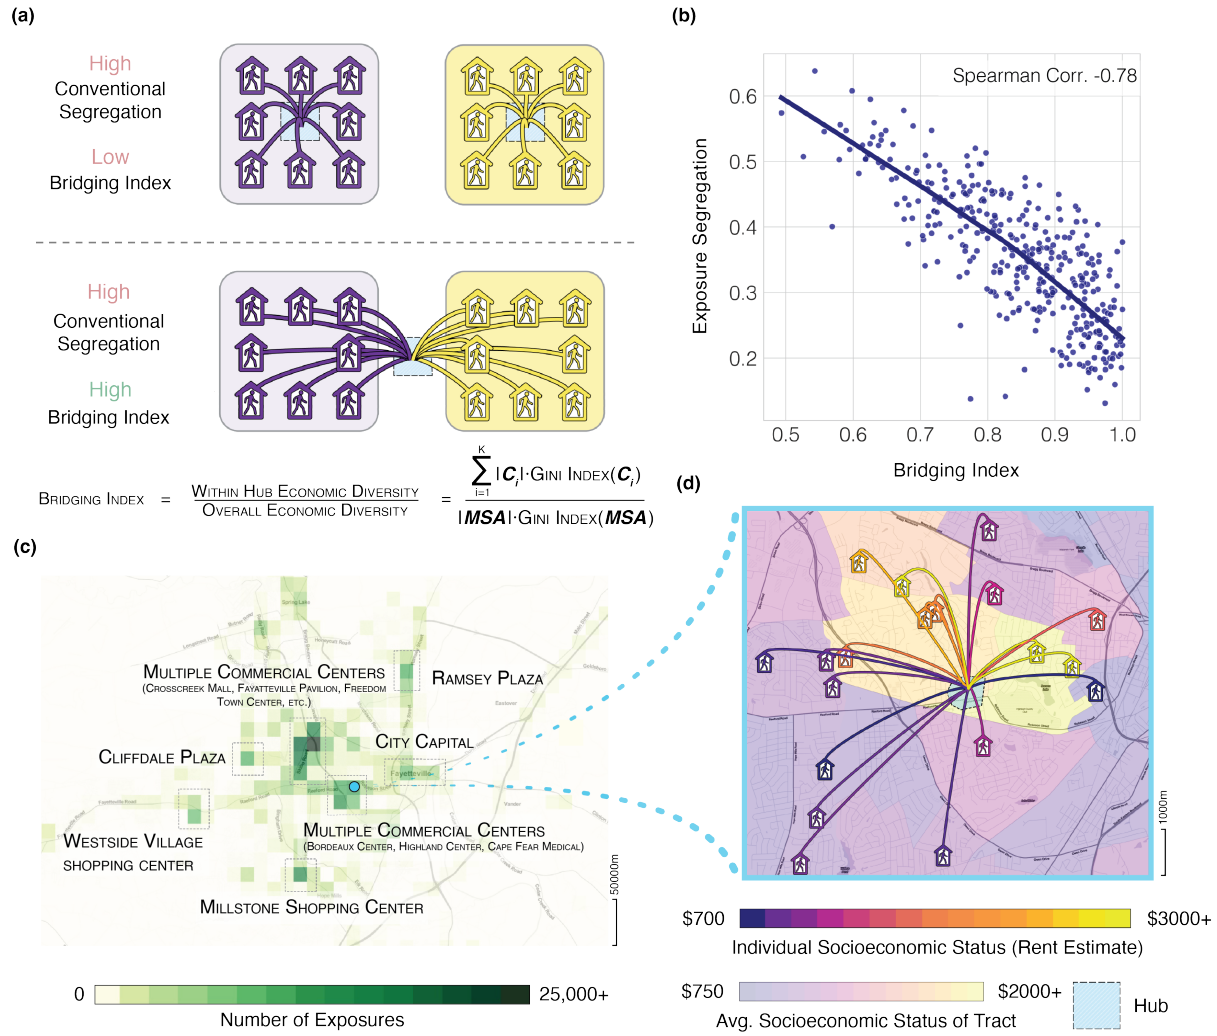 (a)
High
Conventional
Segregation
Low
Bridging Index
High
Conventional
Segregation
High
Bridging Index
BRIDGING INDEX = WITHIN HUB ECONOMIC DIVERSITY / OVERALL ECONOMIC DIVERSITY = K ∑ i=1 |Ci|·GINI INDEX(Ci) / |MSA|·GINI INDEX(MSA)
(b)
Spearman Corr. -0.78
Exposure Segregation
0.6
0.5
0.4
0.3
0.2
0.5 0.6 0.7 0.8 0.9 1.0
Bridging Index
(c)
Spring Lake
MULTIPLE COMMERCIAL CENTERS
(CROSSCREEK MALL, FAYATTEVILLE PAVILION, FREEDOM
TOWN CENTER, ETC.)
RAMSEY PLAZA
CITY CAPITAL
CLIFFDALE PLAZA
Fayetteville
WESTSIDE VILLAGE
SHOPPING CENTER
MULTIPLE COMMERCIAL CENTERS
(BORDEAUX CENTER, HIGHLAND CENTER, CAPE FEAR MEDICAL)
MILLSTONE SHOPPING CENTER
50000m
0 25,000+
Number of Exposures
(d)
1000m
$700 $3000+
Individual Socioeconomic Status (Rent Estimate)
$750 $2000+
Avg. Socioeconomic Status of Tract
Hub